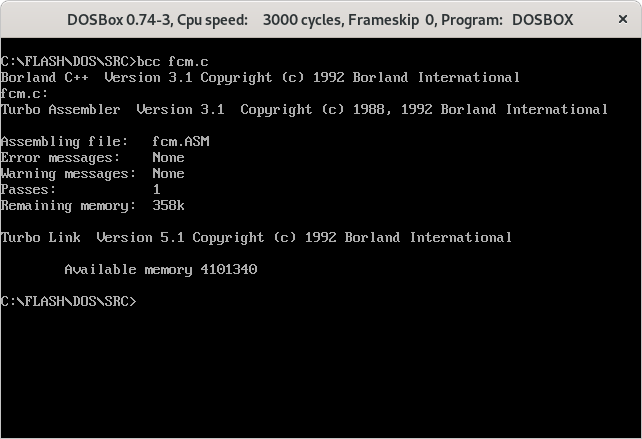 DOSBox 0.74-3, Cpu speed:    3000 cycles, Frameskip  0, Program:   DOSBOX
C:\FLASH\DOS\SRC>bcc fcm.c
Borland C++  Version 3.1 Copyright (c) 1992 Borland International
fcm.c:
Turbo Assembler  Version 3.1  Copyright (c) 1988, 1992 Borland International
Assembling file:   fcm.ASM
Error messages:    None
Warning messages:  None
Passes:            1
Remaining memory:  358k
Turbo Link  Version 5.1 Copyright (c) 1992 Borland International
        Available memory 4101340
C:\FLASH\DOS\SRC>